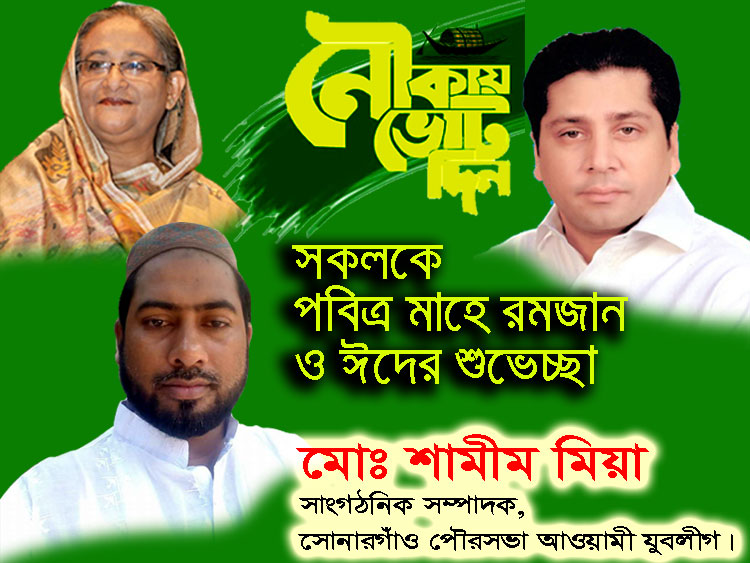 নৌকায়
ভোট
দিন
সকলকে
পবিত্র মাহে রমজান
ও ঈদের শুভেচ্ছা
মোঃ শামীম মিয়া
সাংগঠনিক সম্পাদক,
সোনারগাঁও পৌরসভা আওয়ামী যুবলীগ।